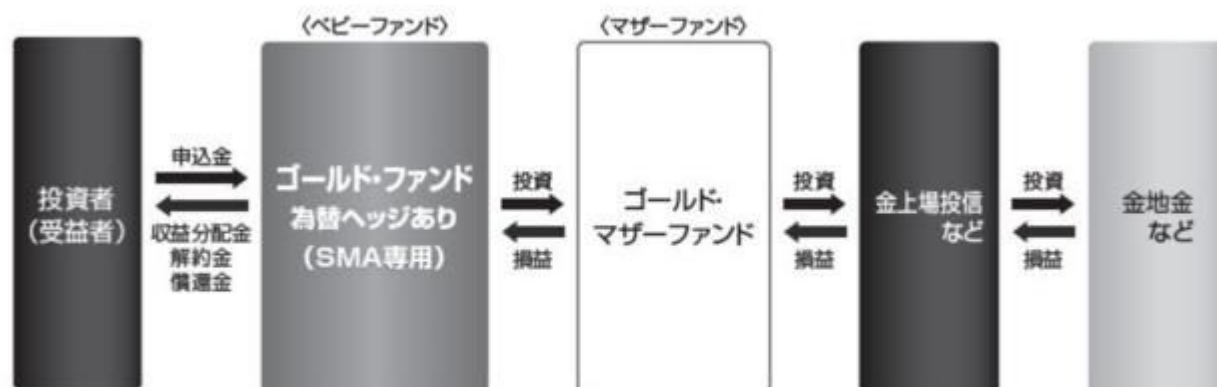 〈ベビーファンド〉
〈マザーファンド〉
投資者
(受益者)
申込金
収益分配金
解約金
償還金
ゴールド・ファンド
為替ヘッジあり
(SMA専用)
投資
損益
ゴールド・
マザーファンド
投資
損益
金上場投信
など
投資
損益
金地金
など